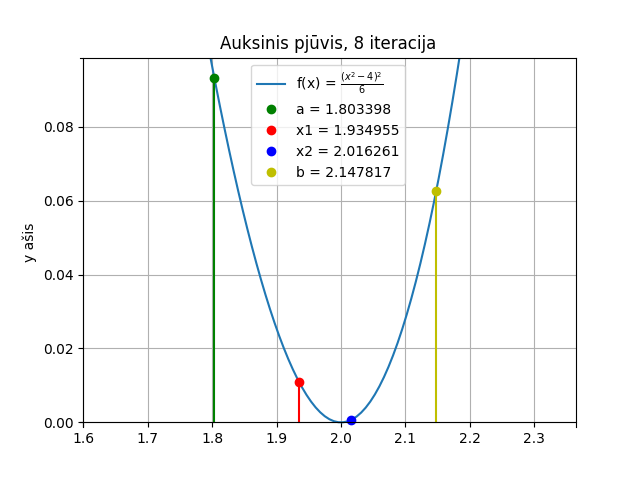 Auksinis pjūvis, 8 iteracija
f(x) = $\frac{(x^2-4)^2}{6}$
a = 1.803398
x1 = 1.934955
x2 = 2.016261
b = 2.147817
y ašis
0.08
0.06
0.04
0.02
0.00
1.6 1.7 1.8 1.9 2.0 2.1 2.2 2.3